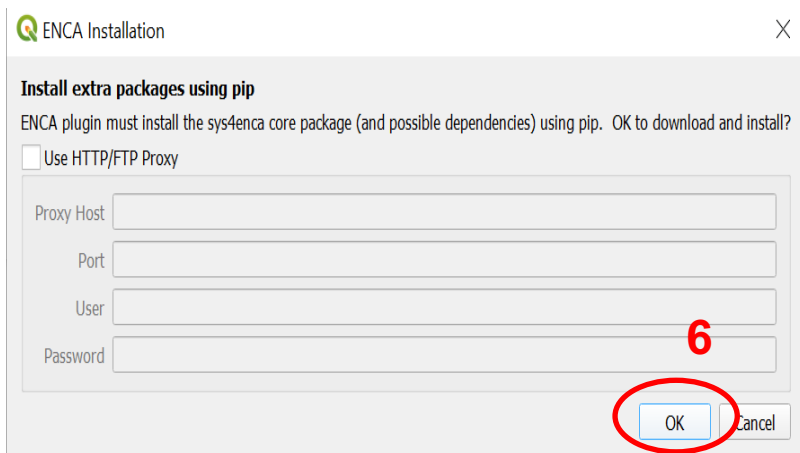 ENCA Installation
Install extra packages using pip
ENCA plugin must install the sys4enca core package (and possible dependencies) using pip. OK to download and install?
Use HTTP/FTP Proxy
Proxy Host
Port
User
Password
6
OK Cancel